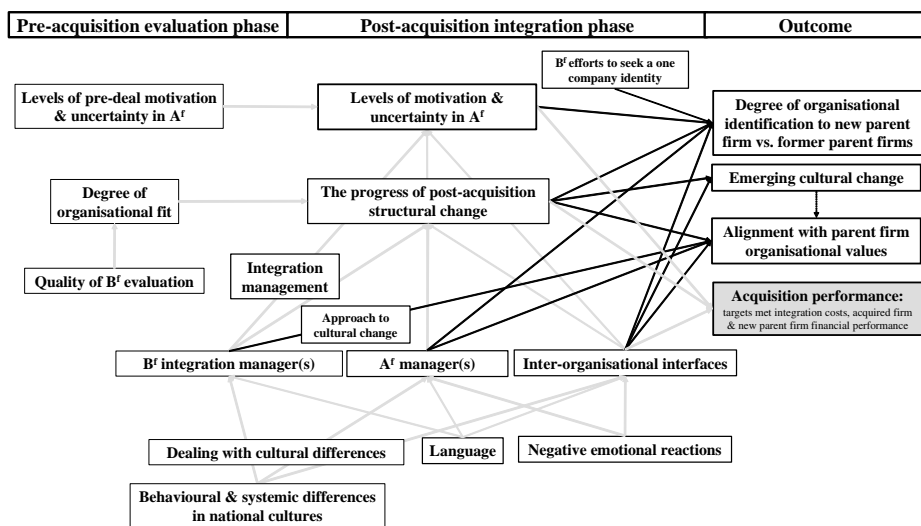 Pre-acquisition evaluation phase
Post-acquisition integration phase
Outcome
Bᶠ efforts to seek a one
company identity
Levels of pre-deal motivation
& uncertainty in Aᶠ
Levels of motivation &
uncertainty in Aᶠ
Degree of organisational
identification to new parent
firm vs. former parent firms
Degree of
organisational fit
The progress of post-acquisition
structural change
Emerging cultural change
Alignment with parent firm
organisational values
Quality of Bᶠ evaluation
Integration
management
Acquisition performance:
targets met integration costs, acquired firm
& new parent firm financial performance
Approach to
cultural change
Bᶠ integration manager(s)
Aᶠ manager(s)
Inter-organisational interfaces
Dealing with cultural differences
Language
Negative emotional reactions
Behavioural & systemic differences
in national cultures